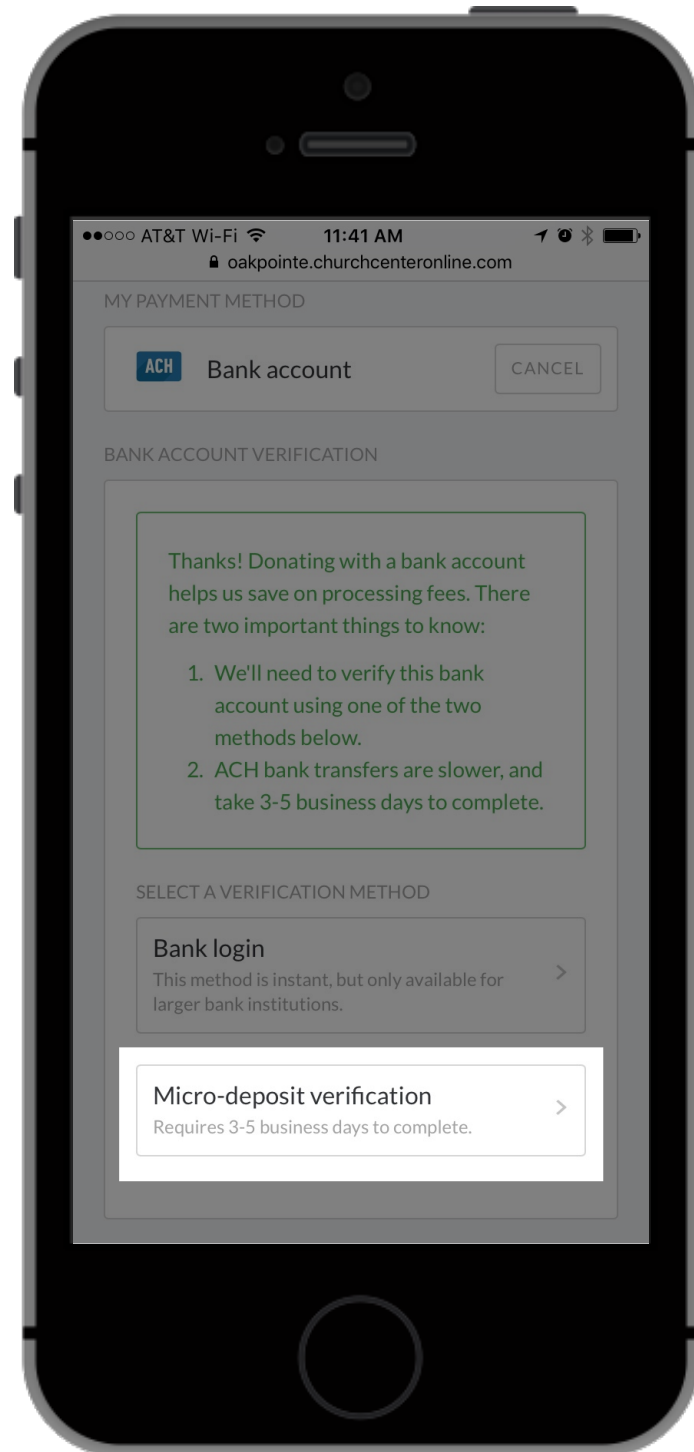 AT&T Wi-Fi 11:41 AM
oakpointe.churchcenteronline.com
MY PAYMENT METHOD
ACH Bank account CANCEL
BANK ACCOUNT VERIFICATION
Thanks! Donating with a bank account
helps us save on processing fees. There
are two important things to know:
1. We'll need to verify this bank
account using one of the two
methods below.
2. ACH bank transfers are slower, and
take 3-5 business days to complete.
SELECT A VERIFICATION METHOD
Bank login
This method is instant, but only available for
larger bank institutions.
Micro-deposit verification
Requires 3-5 business days to complete.